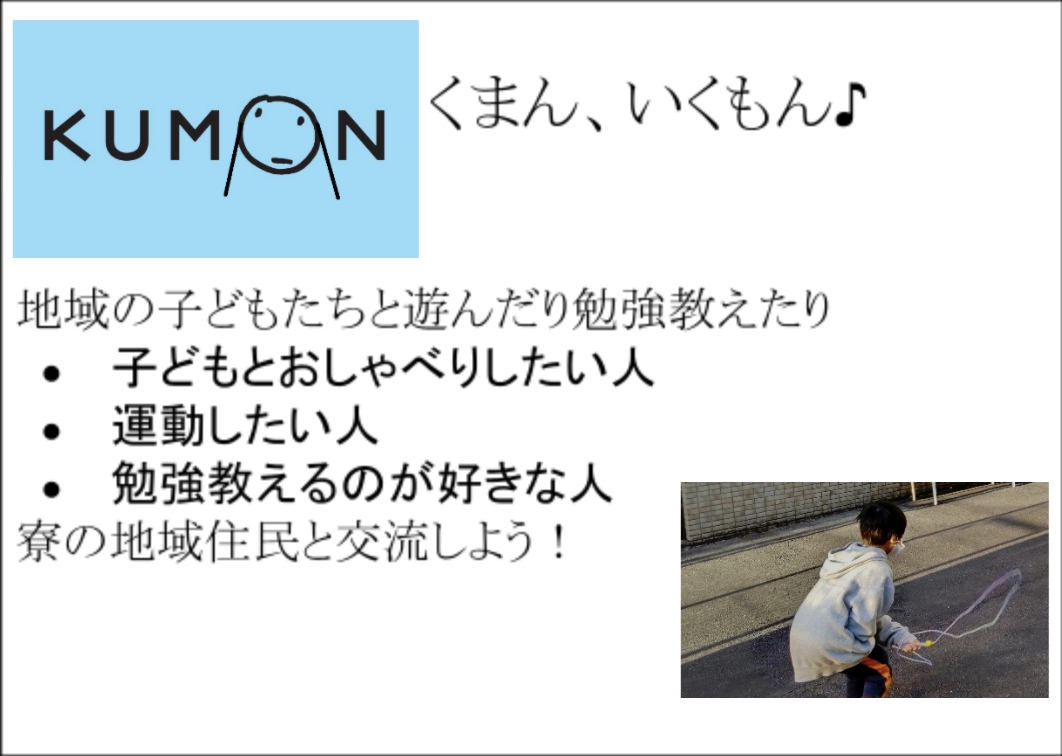 KUMON
くまん、いくもん♪
地域の子どもたちと遊んだり勉強教えたり
● 子どもとおしゃべりしたい人
● 運動したい人
● 勉強教えるのが好きな人
寮の地域住民と交流しよう！